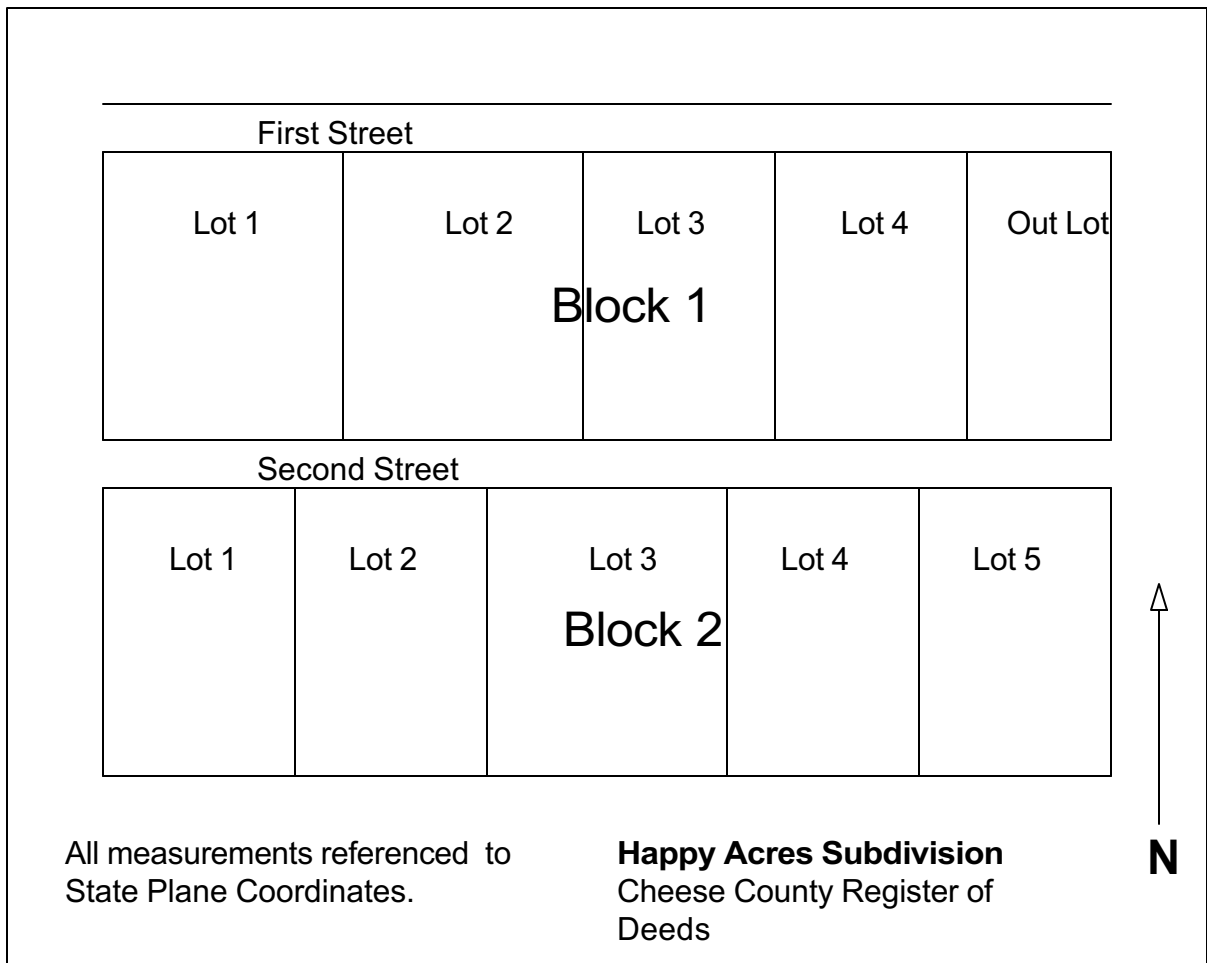 First Street
Lot 1 Lot 2 Lot 3 Lot 4 Out Lot
Block 1
Second Street
Lot 1 Lot 2 Lot 3 Lot 4 Lot 5
Block 2
All measurements referenced to
State Plane Coordinates.
Happy Acres Subdivision
Cheese County Register of
Deeds
N